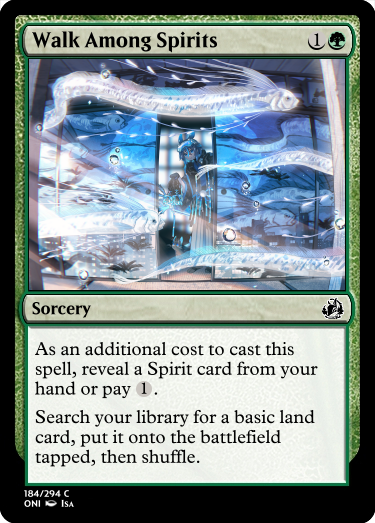 Walk Among Spirits 1
Sorcery
As an additional cost to cast this
spell, reveal a Spirit card from your
hand or pay 1.
Search your library for a basic land
card, put it onto the battlefield
tapped, then shuffle.
184/294 C
ONI Isa